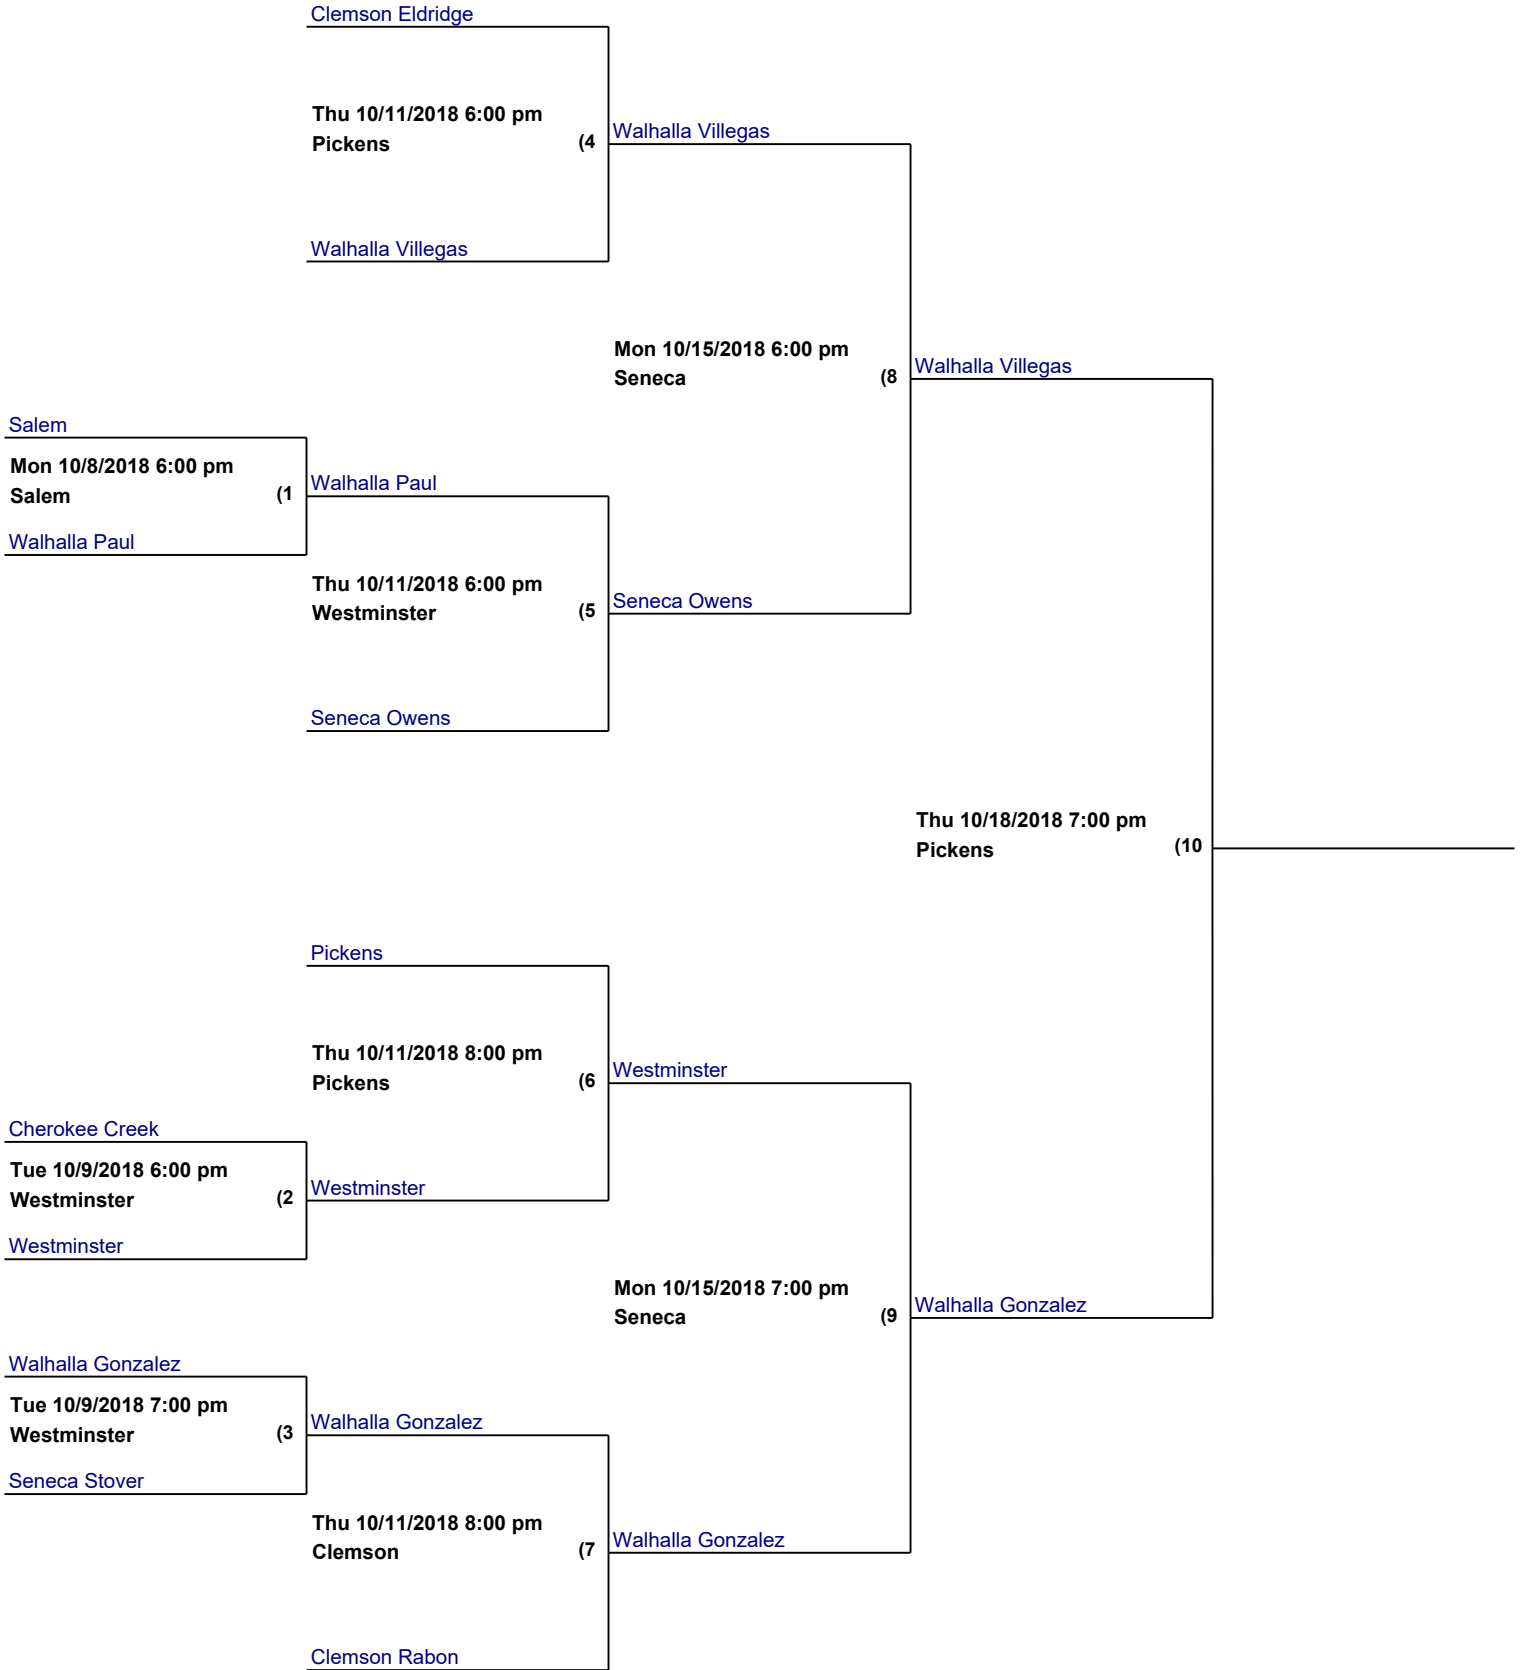 Clemson Eldridge
Thu 10/11/2018 6:00 pm
Pickens (4
Walhalla Villegas
Walhalla Villegas
Mon 10/15/2018 6:00 pm
Seneca (8
Walhalla Villegas
Salem
Mon 10/8/2018 6:00 pm
Salem (1
Walhalla Paul
Walhalla Paul
Thu 10/11/2018 6:00 pm
Westminster (5
Seneca Owens
Seneca Owens
Thu 10/18/2018 7:00 pm
Pickens (10
Pickens
Thu 10/11/2018 8:00 pm
Pickens (6
Westminster
Cherokee Creek
Tue 10/9/2018 6:00 pm
Westminster (2
Westminster
Westminster
Mon 10/15/2018 7:00 pm
Seneca (9
Walhalla Gonzalez
Walhalla Gonzalez
Tue 10/9/2018 7:00 pm
Westminster (3
Walhalla Gonzalez
Seneca Stover
Thu 10/11/2018 8:00 pm
Clemson (7
Walhalla Gonzalez
Clemson Rabon